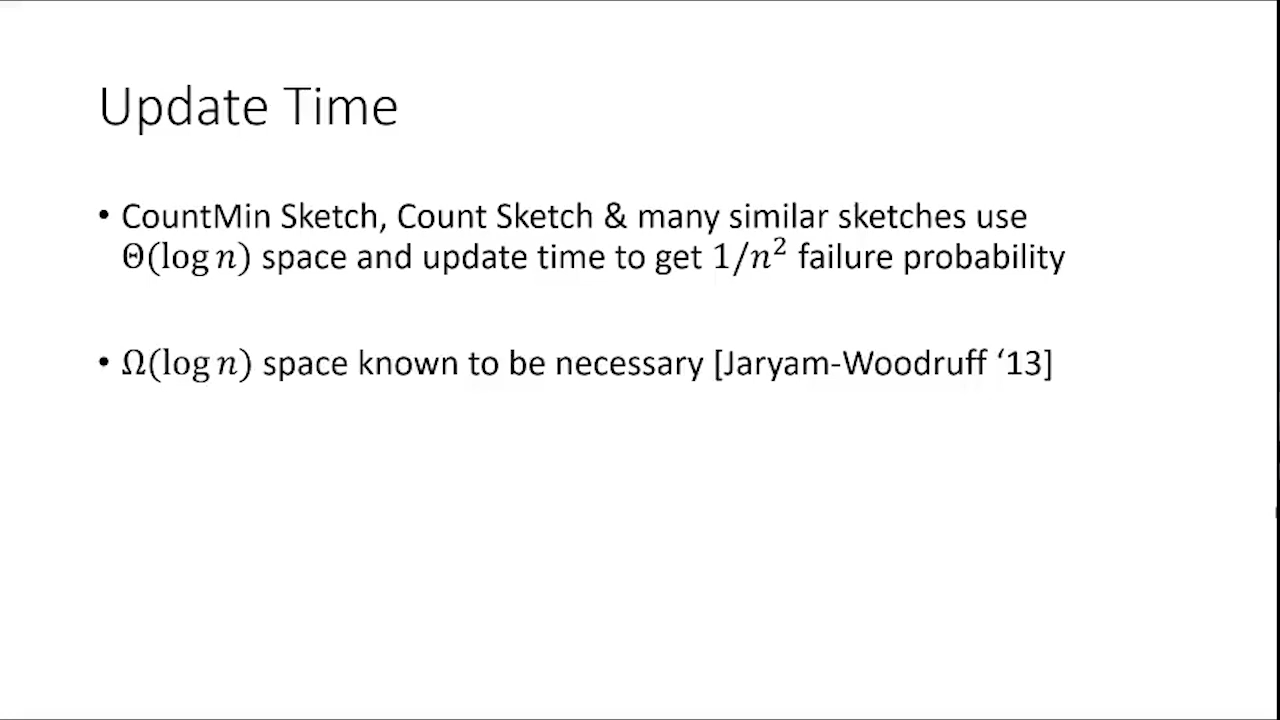 Update Time
• CountMin Sketch, Count Sketch & many similar sketches use
Θ(log n) space and update time to get 1/n² failure probability
• Ω(log n) space known to be necessary [Jaryam-Woodruff ‘13]